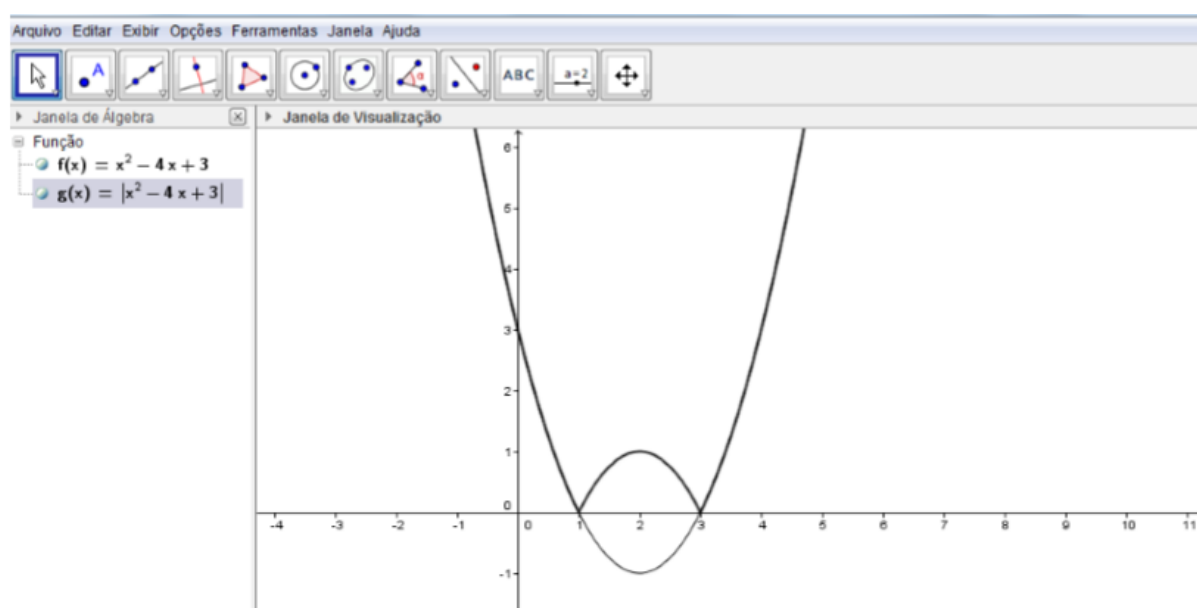 Arquivo Editar Exibir Opções Ferramentas Janela Ajuda
A α ABC a=2
Janela de Álgebra
Janela de Visualização
Função
f(x) = x² − 4 x + 3
g(x) = |x² − 4 x + 3|
6
5
4
3
2
1
0
-4 -3 -2 -1 0 1 2 3 4 5 6 7 8 9 10 11
-1